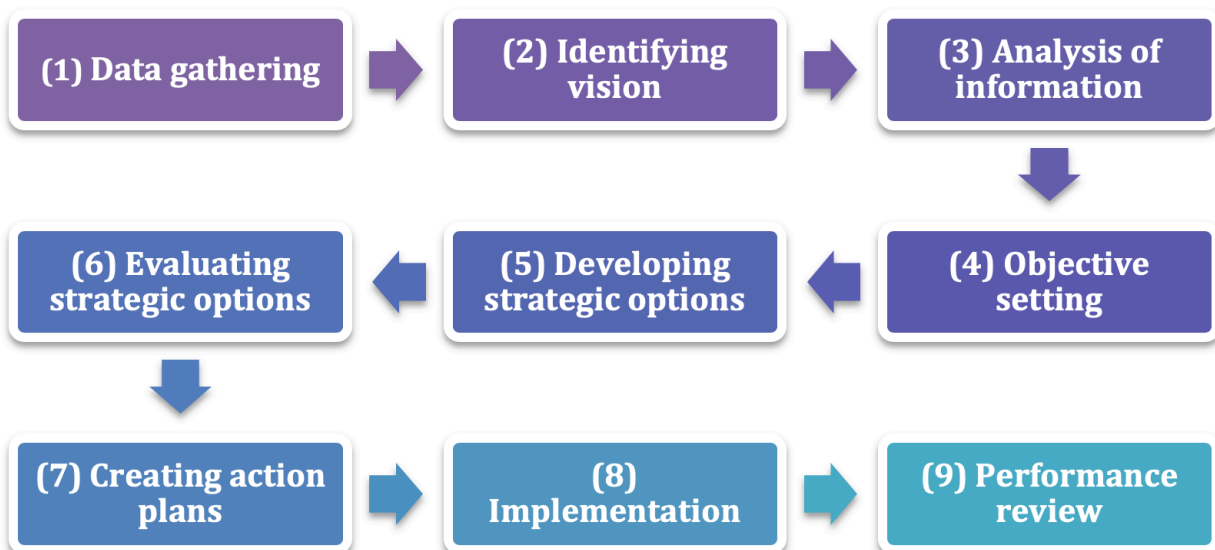 (1) Data gathering
(2) Identifying
vision
(3) Analysis of
information
(4) Objective
setting
(5) Developing
strategic options
(6) Evaluating
strategic options
(7) Creating action
plans
(8)
Implementation
(9) Performance
review